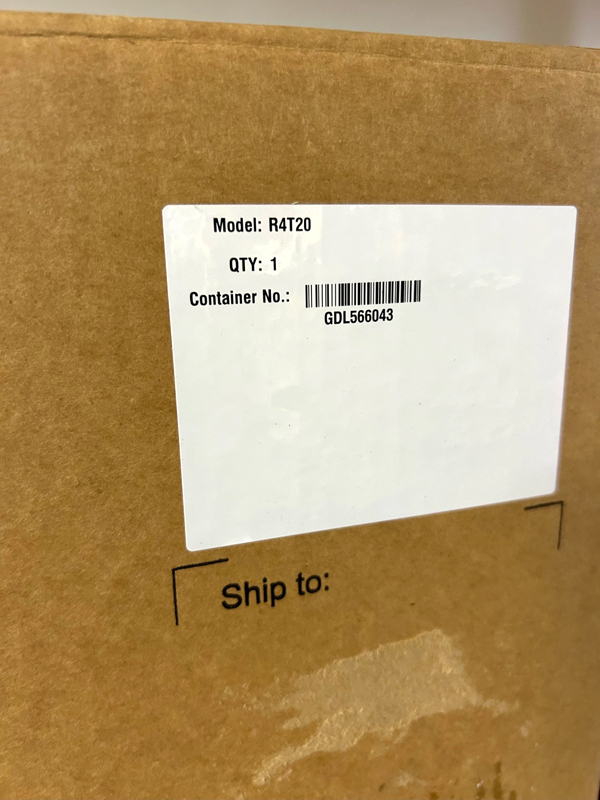 Model: R4T20
QTY: 1
Container No.:
GDL566043
Ship to: